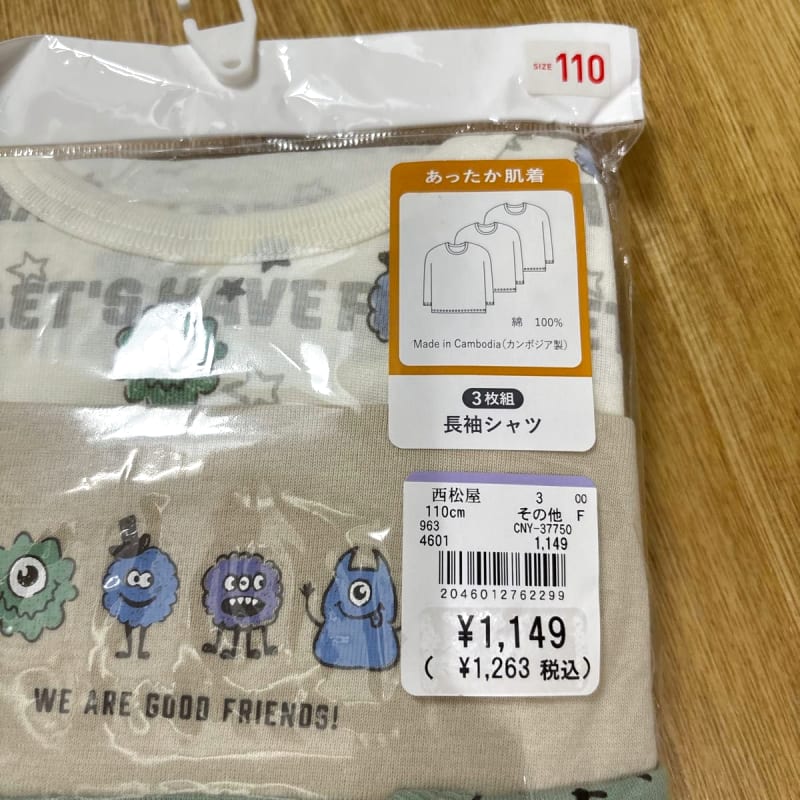 SIZE 110
あったか肌着
綿 100%
Made in Cambodia(カンボジア製)
3枚組
長袖シャツ
LET'S HAVE F
西松屋 3 00
110cm その他 F
963 CNY-37750
4601 1,149
2046012762299
¥1,149
( ¥1,263 税込)
WE ARE GOOD FRIENDS!